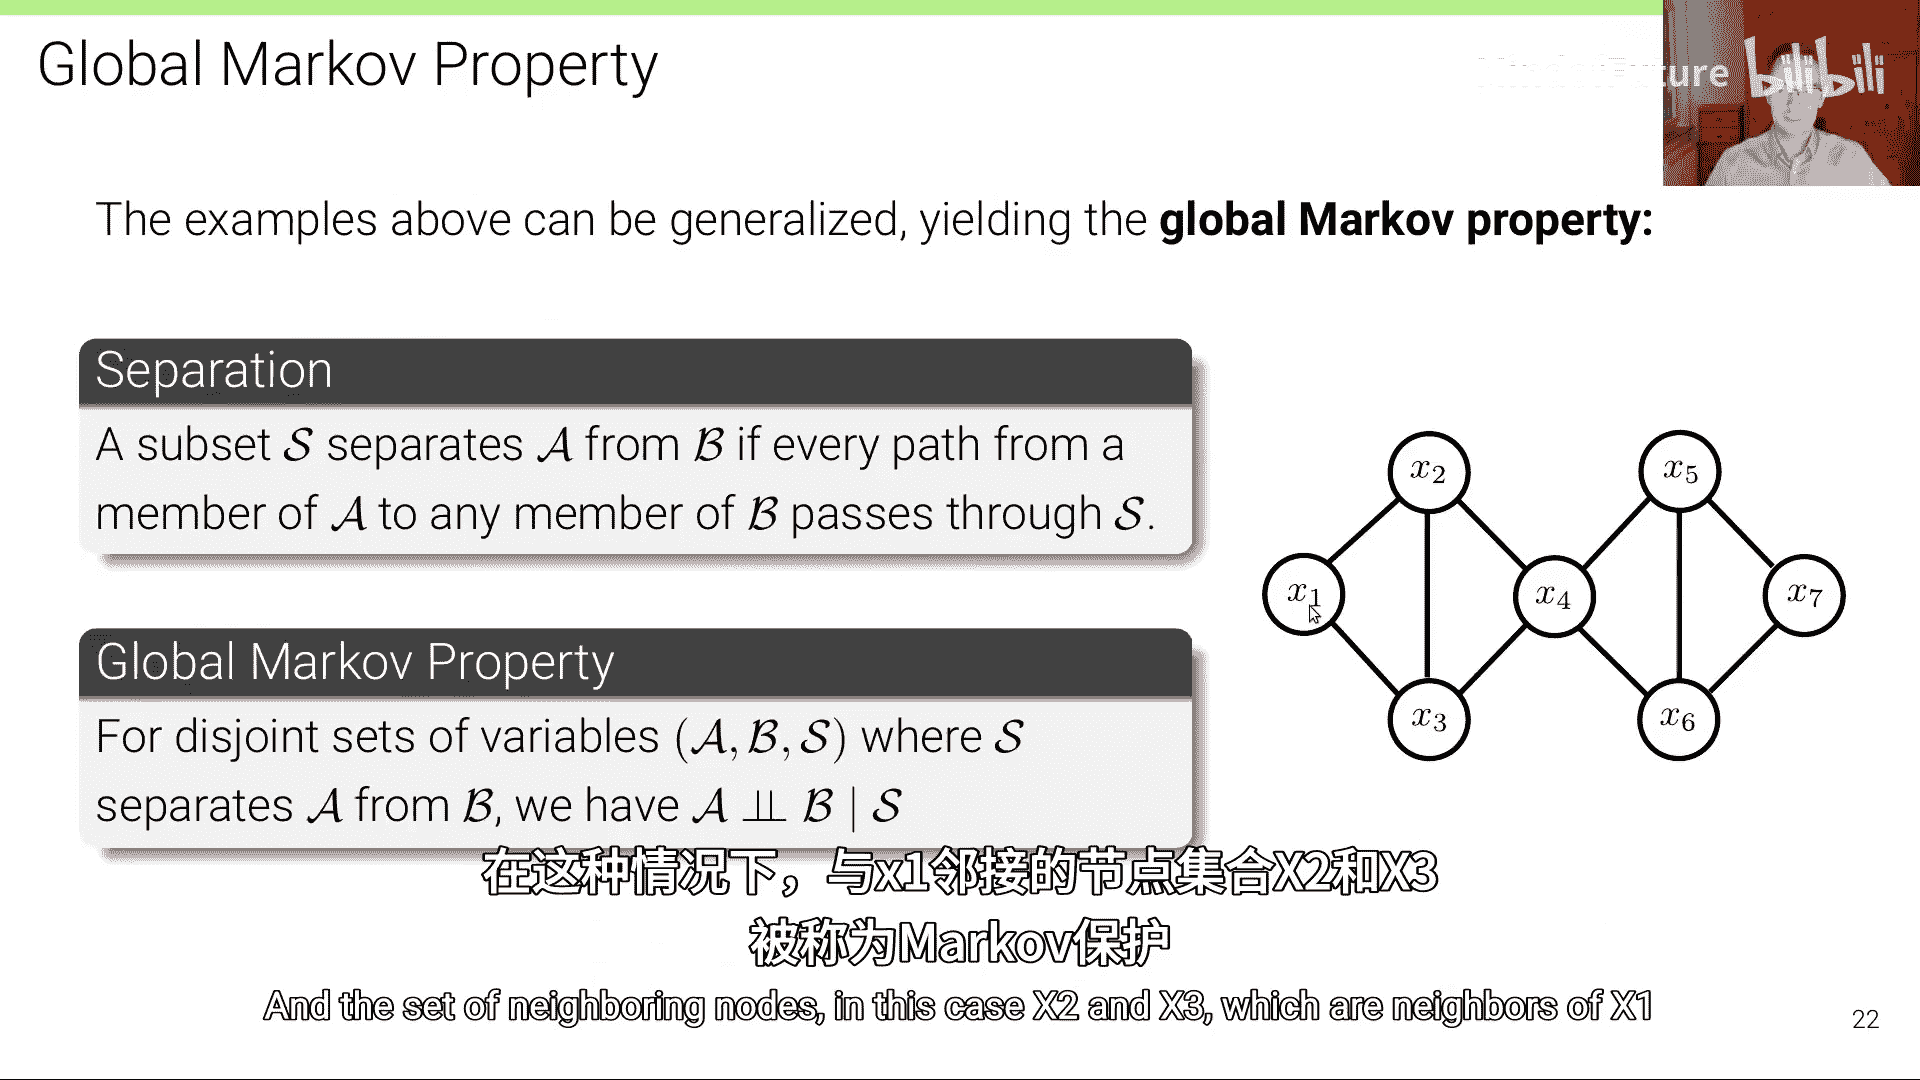 Global Markov Property
ture bilibili
The examples above can be generalized, yielding the global Markov property:
Separation
A subset 𝒮 separates 𝒜 from ℬ if every path from a
member of 𝒜 to any member of ℬ passes through 𝒮.
Global Markov Property
For disjoint sets of variables (𝒜, ℬ, 𝒮) where 𝒮
separates 𝒜 from ℬ, we have 𝒜 ⫫ ℬ | 𝒮
x₂
x₅
x₁
x₄
x₇
x₃
x₆
在这种情况下，与x1邻接的节点集合X2和X3
被称为Markov保护
And the set of neighboring nodes, in this case X2 and X3, which are neighbors of X1
22